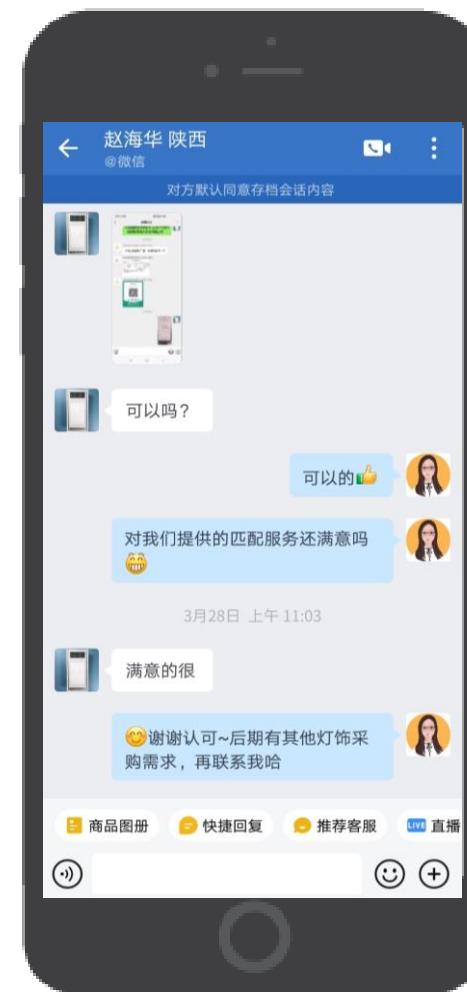 赵海华 陕西
@微信
对方默认同意存档会话内容
可以吗？
可以的👍
对我们提供的匹配服务还满意吗
😁
3月28日 上午 11:03
满意的很
😊谢谢认可~后期有其他灯饰采
购需求，再联系我哈
商品图册
快捷回复
推荐客服
LIVE 直播